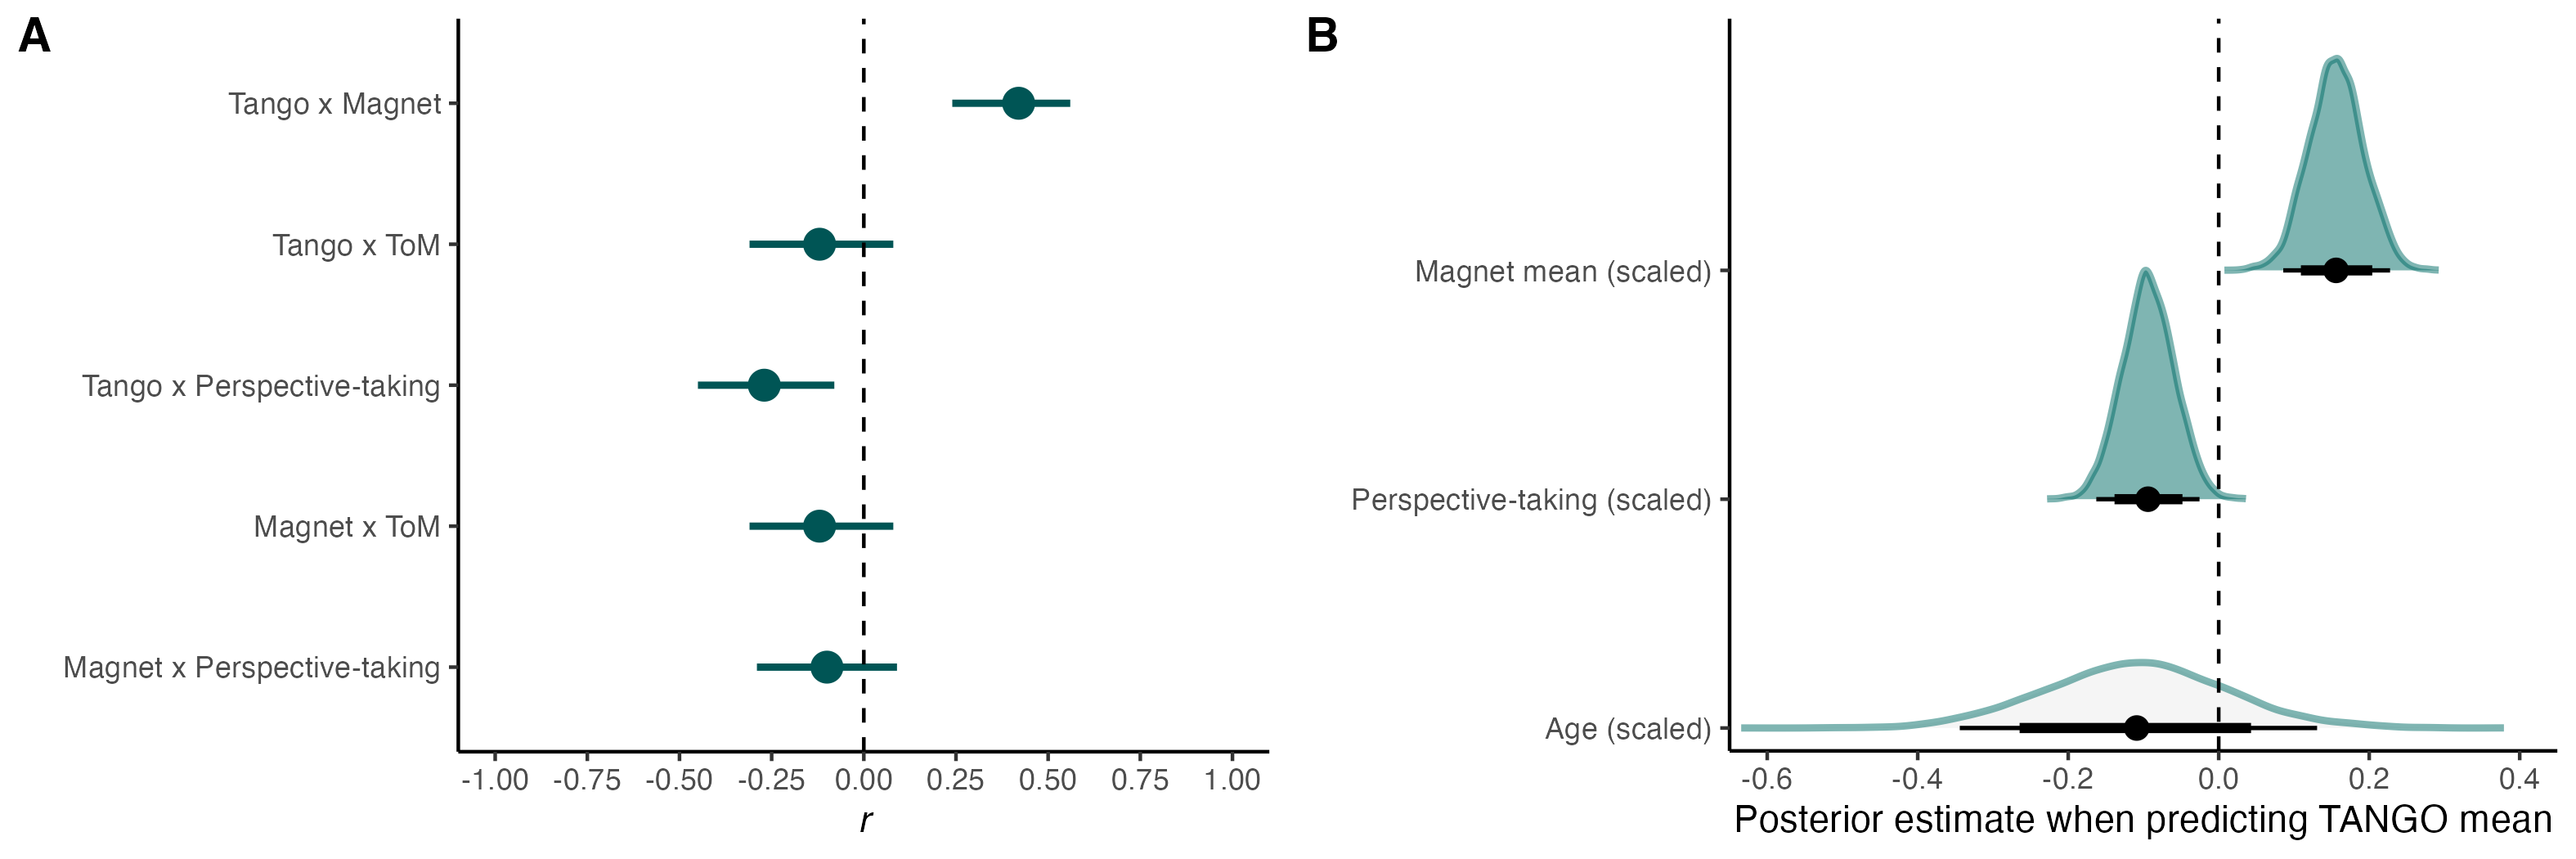 A
Tango x Magnet
Tango x ToM
Tango x Perspective-taking
Magnet x ToM
Magnet x Perspective-taking
-1.00 -0.75 -0.50 -0.25 0.00 0.25 0.50 0.75 1.00
r
B
Magnet mean (scaled)
Perspective-taking (scaled)
Age (scaled)
-0.6 -0.4 -0.2 0.0 0.2 0.4
Posterior estimate when predicting TANGO mean